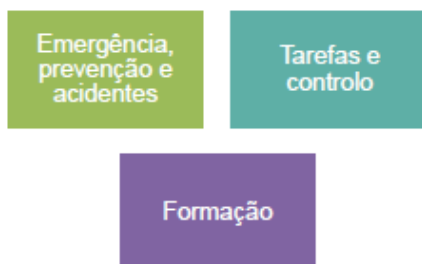 Emergência,
prevenção e
acidentes
Tarefas e
controlo
Formação